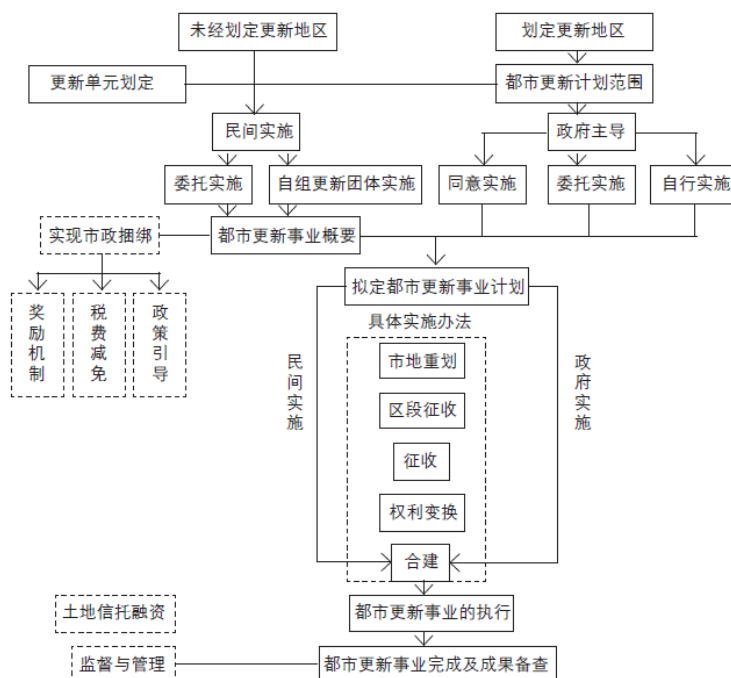 未经划定更新地区
划定更新地区
更新单元划定
都市更新计划范围
民间实施
政府主导
委托实施
自组更新团体实施
同意实施
委托实施
自行实施
实现市政捆绑
都市更新事业概要
奖励机制
税费减免
政策引导
拟定都市更新事业计划
具体实施办法
民间实施
市地重划
区段征收
征收
权利变换
合建
政府实施
土地信托融资
都市更新事业的执行
监督与管理
都市更新事业完成及成果备查